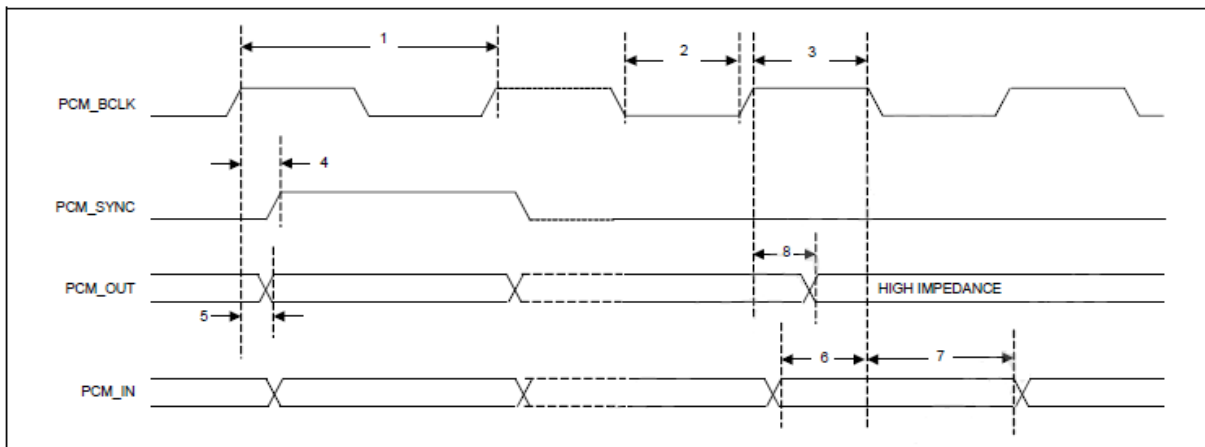 1
2
3
PCM_BCLK
4
PCM_SYNC
8
PCM_OUT
HIGH IMPEDANCE
5
6
7
PCM_IN